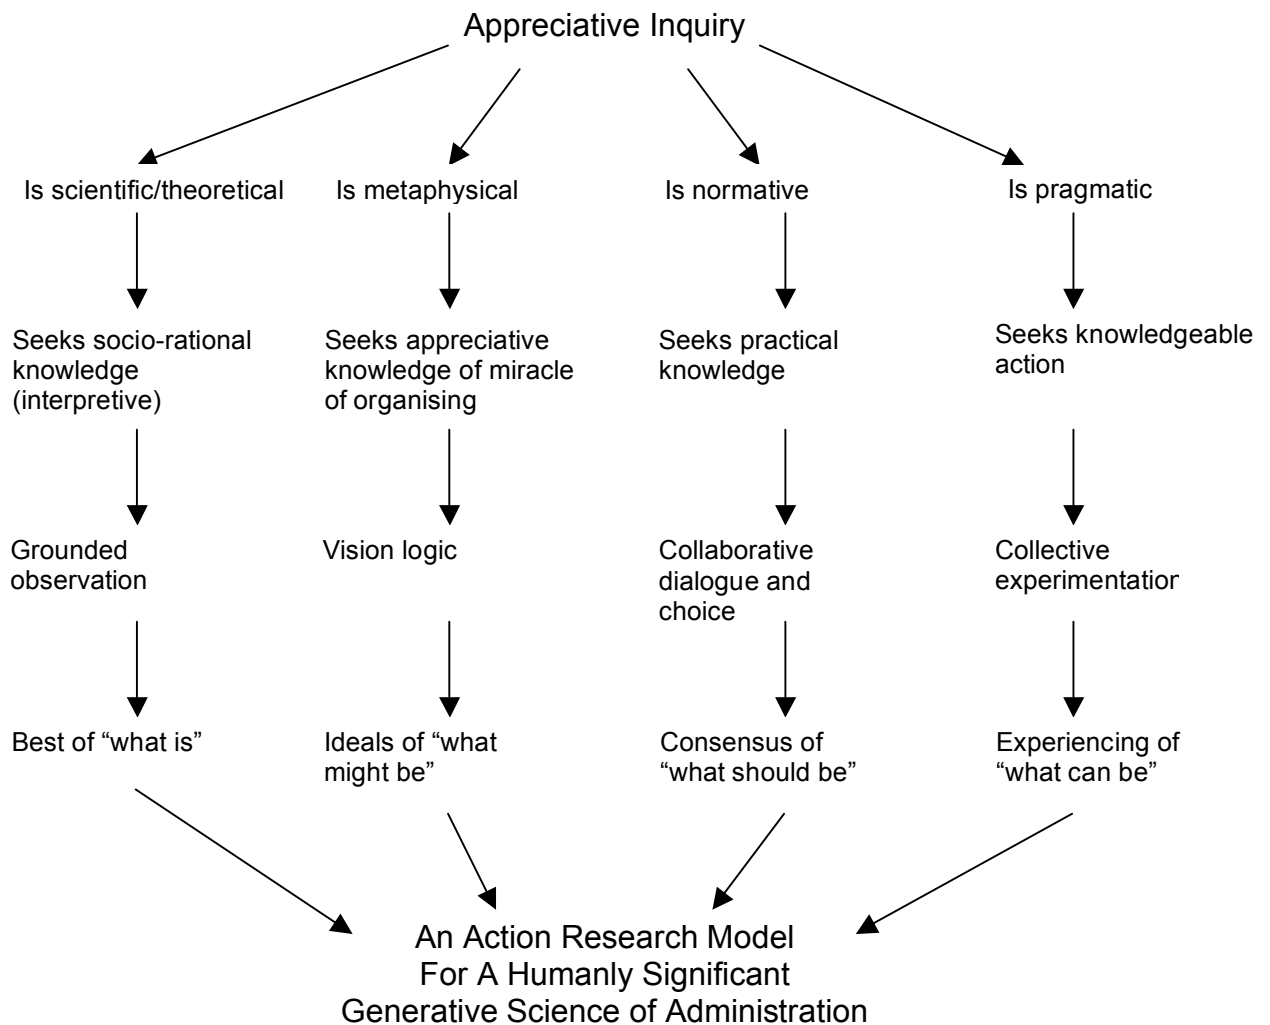 Appreciative Inquiry
Is scientific/theoretical
Is metaphysical
Is normative
Is pragmatic
Seeks socio-rational
knowledge
(interpretive)
Seeks appreciative
knowledge of miracle
of organising
Seeks practical
knowledge
Seeks knowledgeable
action
Grounded
observation
Vision logic
Collaborative
dialogue and
choice
Collective
experimentation
Best of “what is”
Ideals of “what
might be”
Consensus of
“what should be”
Experiencing of
“what can be”
An Action Research Model
For A Humanly Significant
Generative Science of Administration